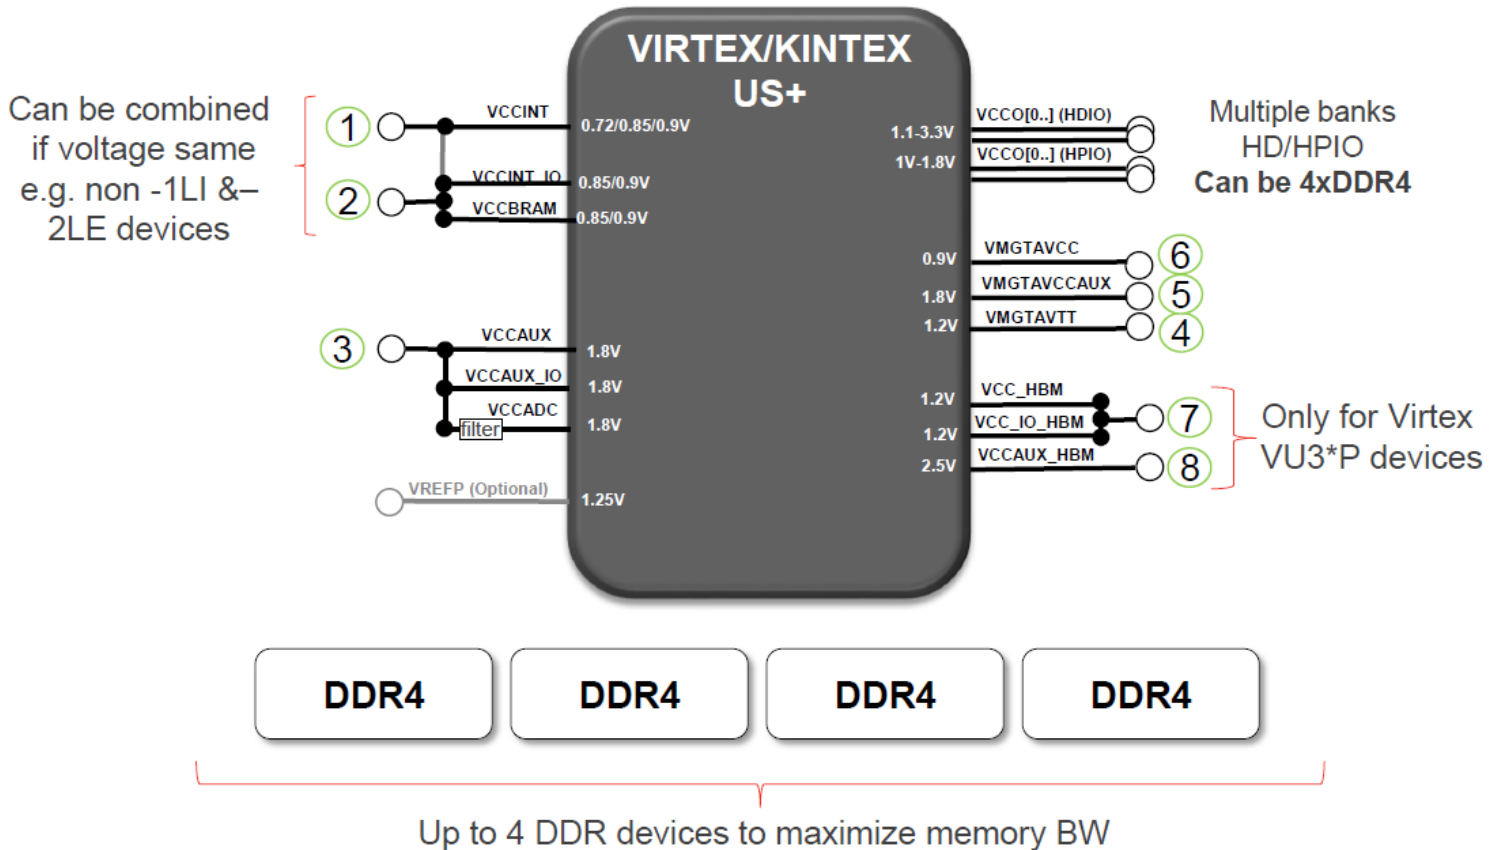 VIRTEX/KINTEX
US+
Can be combined
if voltage same
e.g. non -1LI &–
2LE devices
1
VCCINT
0.72/0.85/0.9V
2
VCCINT_IO
0.85/0.9V
VCCBRAM
0.85/0.9V
3
VCCAUX
1.8V
VCCAUX_IO
1.8V
VCCADC
filter
1.8V
VREFP (Optional)
1.25V
VCCO[0..] (HDIO)
1.1-3.3V
VCCO[0..] (HPIO)
1V-1.8V
Multiple banks
HD/HPIO
Can be 4xDDR4
0.9V
VMGTAVCC
6
1.8V
VMGTAVCCAUX
5
1.2V
VMGTAVTT
4
1.2V
VCC_HBM
1.2V
VCC_IO_HBM
7
2.5V
VCCAUX_HBM
8
Only for Virtex
VU3*P devices
DDR4
DDR4
DDR4
DDR4
Up to 4 DDR devices to maximize memory BW